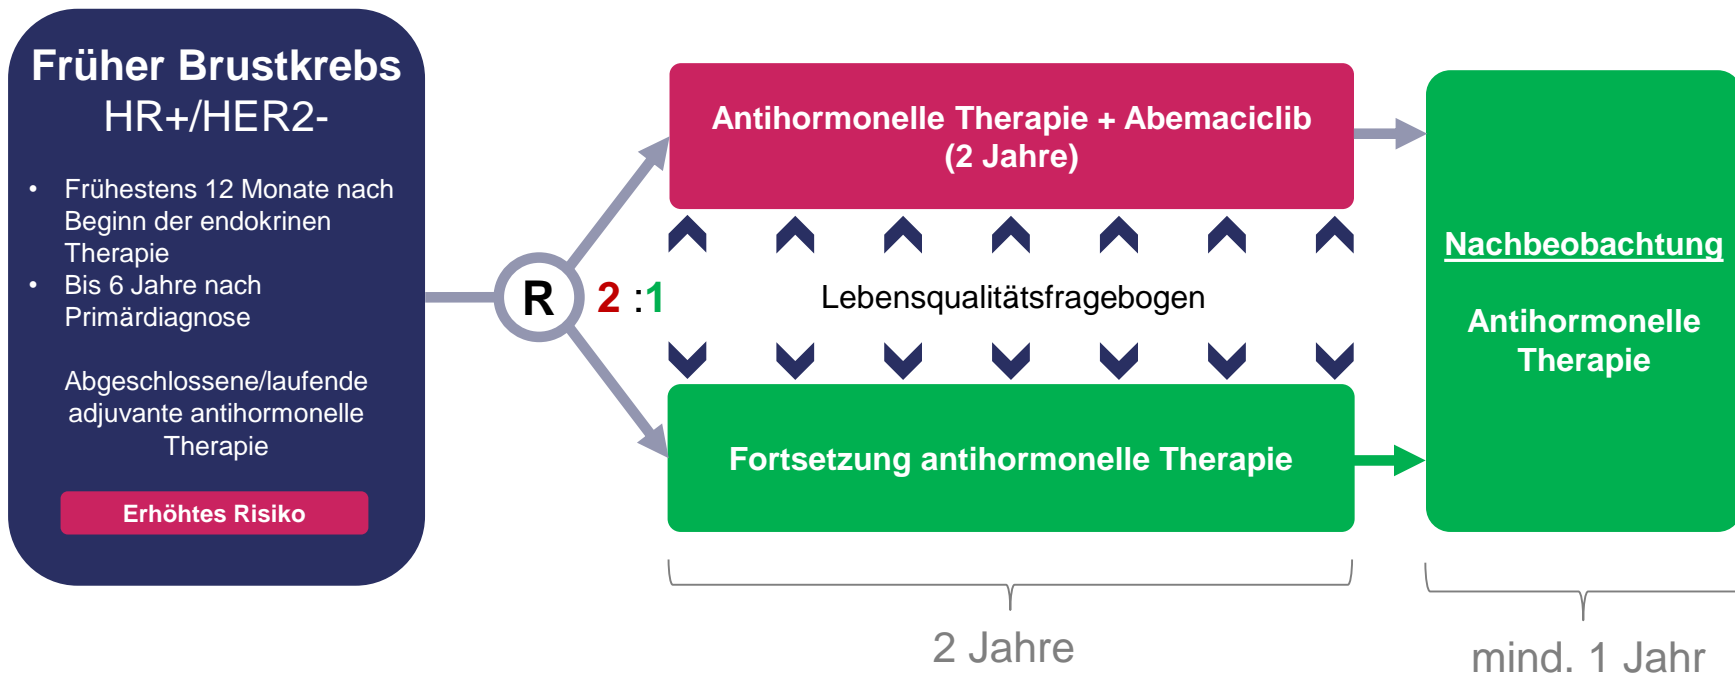 Früher Brustkrebs
HR+/HER2-
• Frühestens 12 Monate nach
Beginn der endokrinen
Therapie
• Bis 6 Jahre nach
Primärdiagnose
Abgeschlossene/laufende
adjuvante antihormonelle
Therapie
Erhöhtes Risiko
R
2 :1
Antihormonelle Therapie + Abemaciclib
(2 Jahre)
Lebensqualitätsfragebogen
Fortsetzung antihormonelle Therapie
2 Jahre
Nachbeobachtung
Antihormonelle
Therapie
mind. 1 Jahr